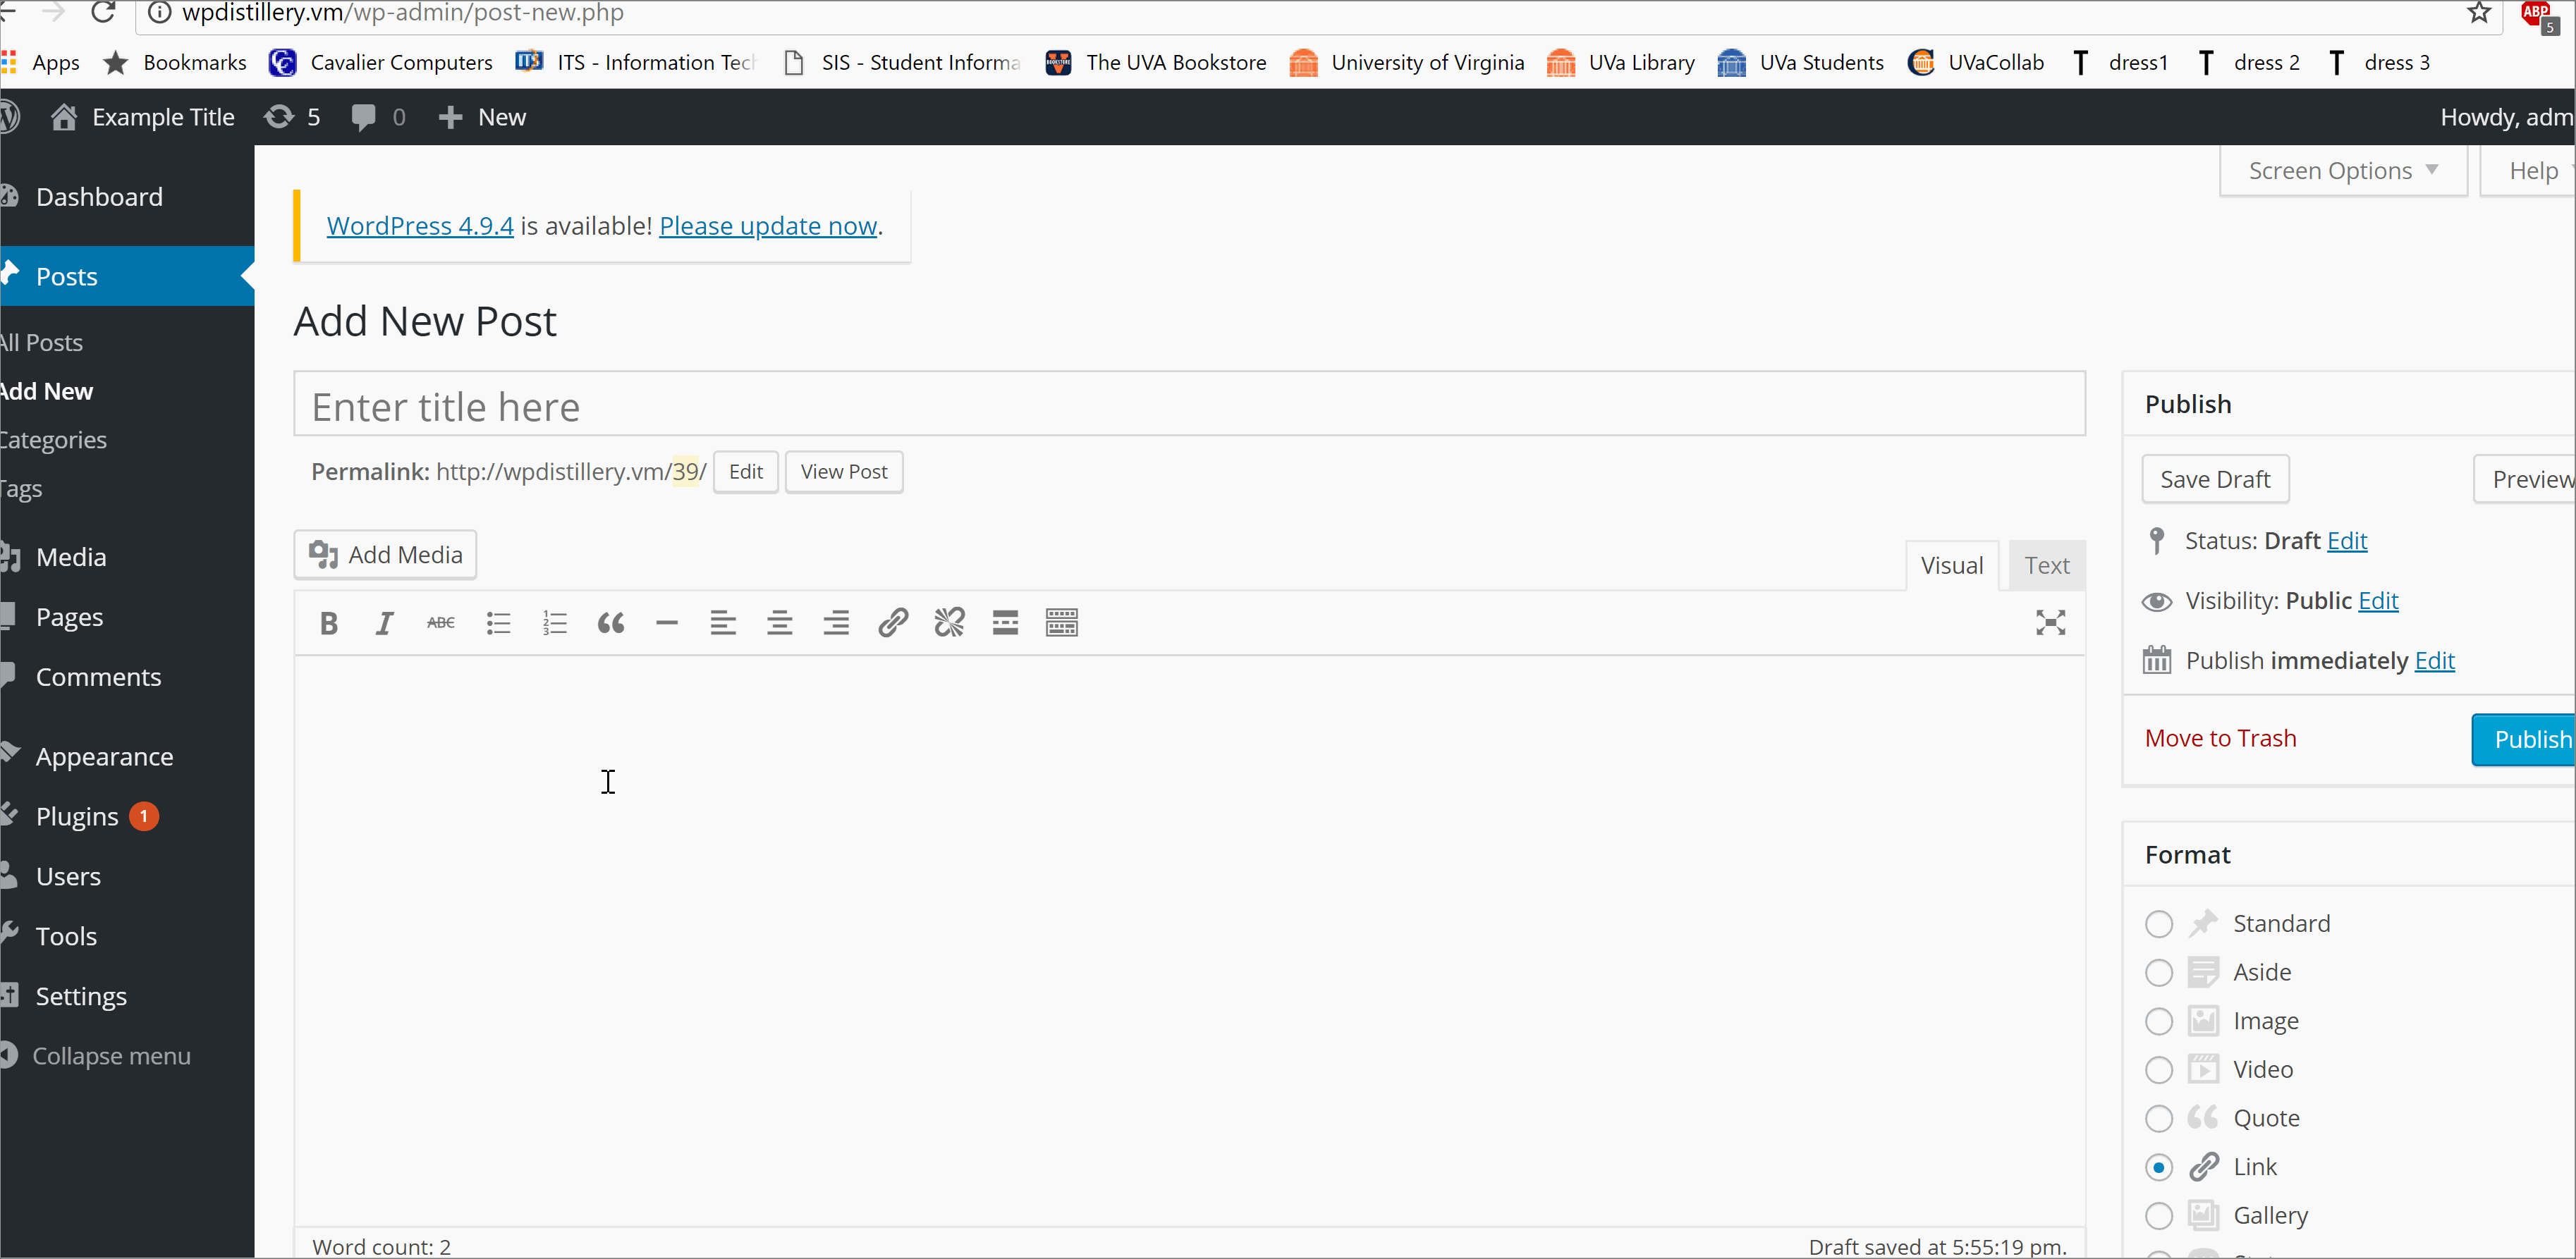 wpdistillery.vm/wp-admin/post-new.php
ABP 5
Apps Bookmarks Cavalier Computers ITS - Information Tec SIS - Student Informa The UVA Bookstore University of Virginia UVa Library UVa Students UVaCollab T dress1 T dress 2 T dress 3
Example Title 5 0 + New Howdy, adm
Screen Options Help
Dashboard
Posts
All Posts
Add New
Categories
Tags
Media
Pages
Comments
Appearance
Plugins 1
Users
Tools
Settings
Collapse menu
WordPress 4.9.4 is available! Please update now.
Add New Post
Enter title here
Permalink: http://wpdistillery.vm/39/ Edit View Post
Add Media
Visual Text
B I ABC
Word count: 2 Draft saved at 5:55:19 pm.
Publish
Save Draft Preview
Status: Draft Edit
Visibility: Public Edit
Publish immediately Edit
Move to Trash Publish
Format
Standard
Aside
Image
Video
Quote
Link
Gallery